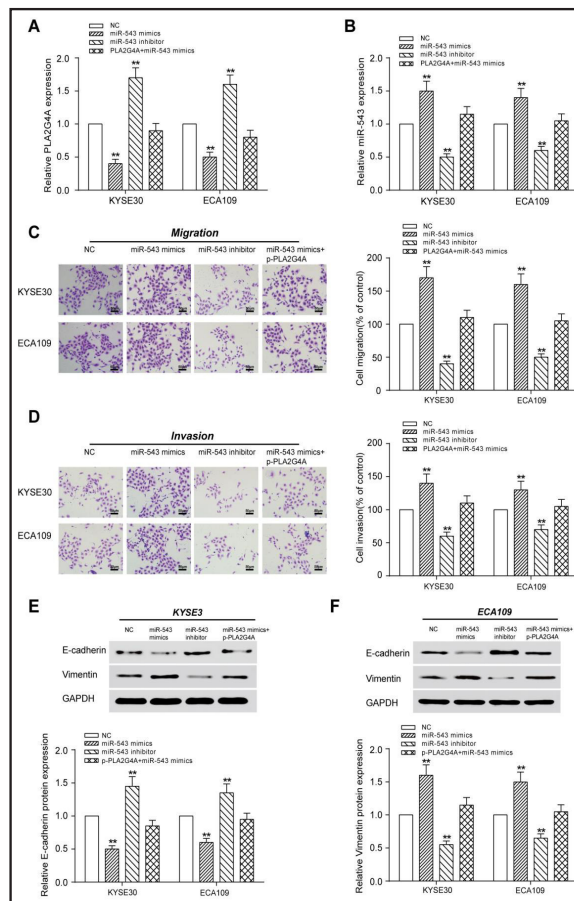 A
NC
miR-543 mimics
miR-543 inhibitor
PLA2G4A+miR-543 mimics
Relative PLA2G4A expression
2.0
1.5
1.0
0.5
0.0
** ** ** **
KYSE30 ECA109
B
NC
miR-543 mimics
miR-543 inhibitor
PLA2G4A+miR-543 mimics
Relative miR-543 expression
2.0
1.5
1.0
0.5
0.0
** ** ** **
KYSE30 ECA109
C
Migration
NC miR-543 mimics miR-543 inhibitor miR-543 mimics+
p-PLA2G4A
KYSE30
ECA109
NC
miR-543 mimics
miR-543 inhibitor
PLA2G4A+miR-543 mimics
Cell migration(% of control)
200
150
100
50
0
** ** ** **
KYSE30 ECA109
D
Invasion
NC miR-543 mimics miR-543 inhibitor miR-543 mimics+
p-PLA2G4A
KYSE30
ECA109
NC
miR-543 mimics
miR-543 inhibitor
PLA2G4A+miR-543 mimics
Cell invasion(% of control)
200
150
100
50
0
** ** ** **
KYSE30 ECA109
E
KYSE3
NC miR-543 miR-543 miR-543 mimics+
mimics inhibitor p-PLA2G4A
E-cadherin
Vimentin
GAPDH
NC
miR-543 mimics
miR-543 inhibitor
p-PLA2G4A+miR-543 mimics
Relative E-cadherin protein expression
2.0
1.5
1.0
0.5
0.0
** ** ** **
KYSE30 ECA109
F
ECA109
NC miR-543 miR-543 miR-543 mimics+
mimics inhibitor p-PLA2G4A
E-cadherin
Vimentin
GAPDH
NC
miR-543 mimics
miR-543 inhibitor
p-PLA2G4A+miR-543 mimics
Relative Vimentin protein expression
2.0
1.5
1.0
0.5
0.0
** ** ** **
KYSE30 ECA109